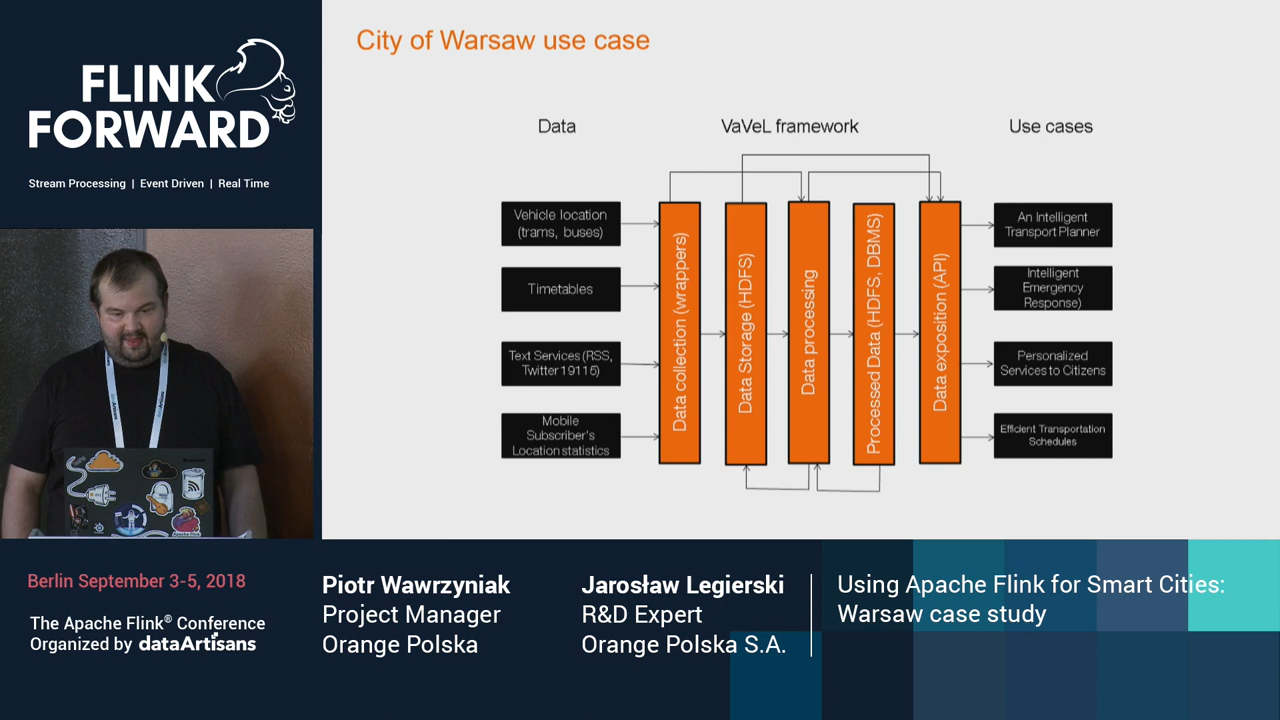 FLINK
FORWARD
Stream Processing | Event Driven | Real Time
City of Warsaw use case
Data
VaVeL framework
Use cases
Vehicle location
(trams, buses)
Timetables
Text Services (RSS,
Twitter 19115)
Mobile
Subscriber's
Location statistics
Data collection (wrappers)
Data Storage (HDFS)
Data processing
Processed Data (HDFS, DBMS)
Data exposition (API)
An Intelligent
Transport Planner
Intelligent
Emergency
Response)
Personalized
Services to Citizens
Efficient Transportation
Schedules
Berlin September 3-5, 2018
The Apache Flink® Conference
Organized by dataArtisans
Piotr Wawrzyniak
Project Manager
Orange Polska
Jarosław Legierski
R&D Expert
Orange Polska S.A.
Using Apache Flink for Smart Cities:
Warsaw case study